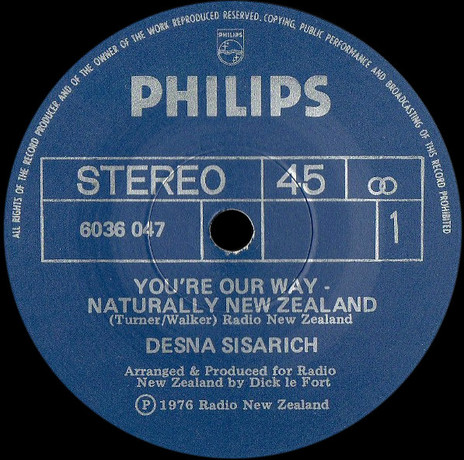 ALL RIGHTS OF THE RECORD PRODUCER AND OF THE OWNER OF THE WORK REPRODUCED RESERVED. COPYING, PUBLIC PERFORMANCE AND BROADCASTING OF THIS RECORD PROHIBITED
PHILIPS
PHILIPS
STEREO 45
6036 047 1
YOU'RE OUR WAY -
NATURALLY NEW ZEALAND
(Turner/Walker) Radio New Zealand
DESNA SISARICH
Arranged & Produced for Radio
New Zealand by Dick le Fort
Ⓟ 1976 Radio New Zealand